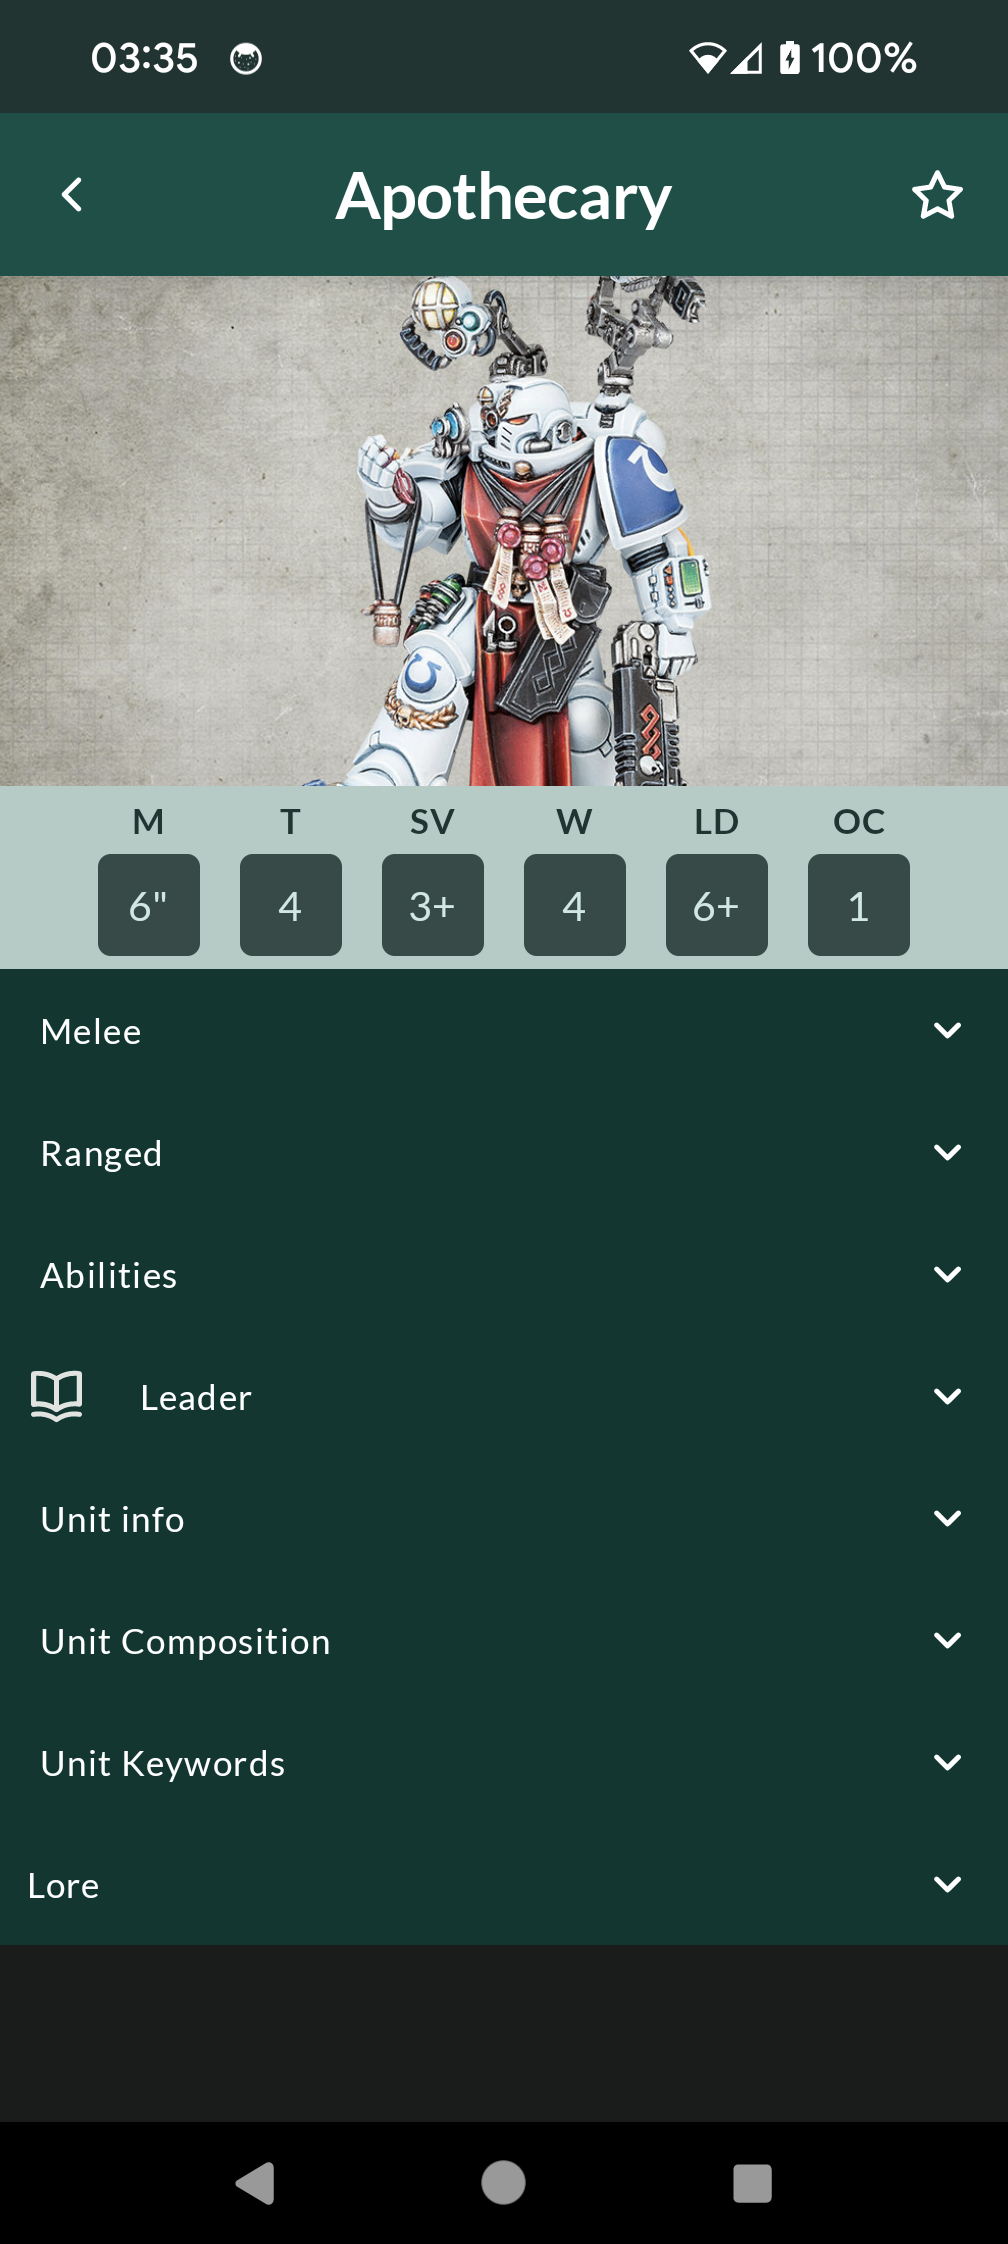 03:35 100%
Apothecary
M T SV W LD OC
6" 4 3+ 4 6+ 1
Melee
Ranged
Abilities
Leader
Unit info
Unit Composition
Unit Keywords
Lore